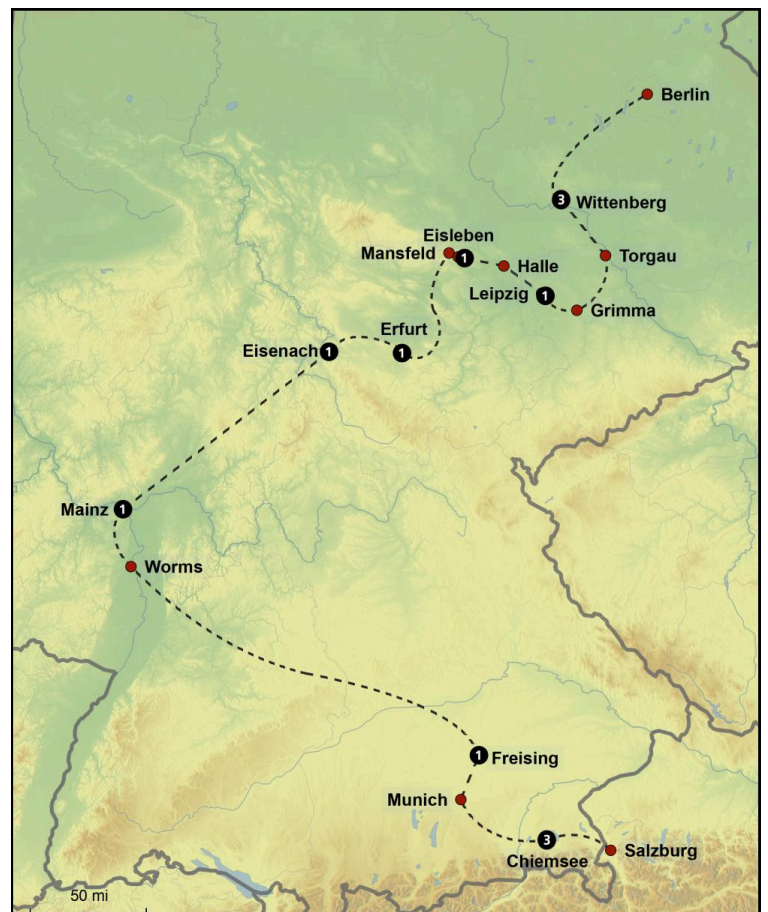 Berlin
3
Wittenberg
Eisleben
Mansfeld
1
Torgau
Halle
Leipzig
1
Grimma
Erfurt
Eisenach
1
1
Mainz
1
Worms
1
Freising
Munich
3
Chiemsee
Salzburg
50 mi